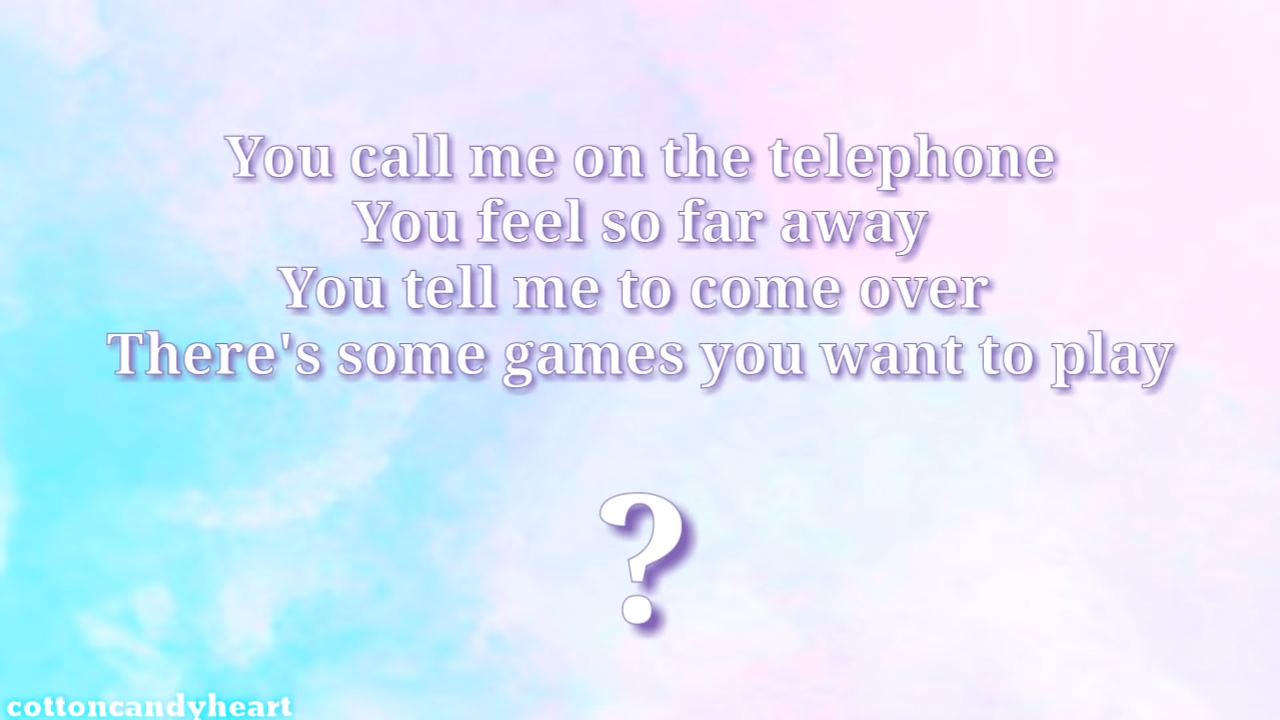 You call me on the telephone
You feel so far away
You tell me to come over
There's some games you want to play
?
cottoncandyheart